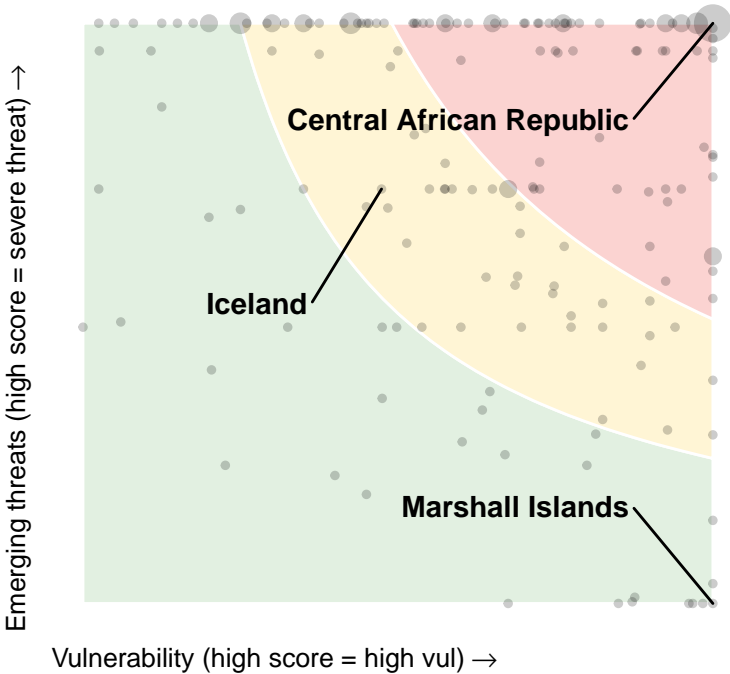 Central African Republic
Iceland
Marshall Islands
Emerging threats (high score = severe threat) →
Vulnerability (high score = high vul) →